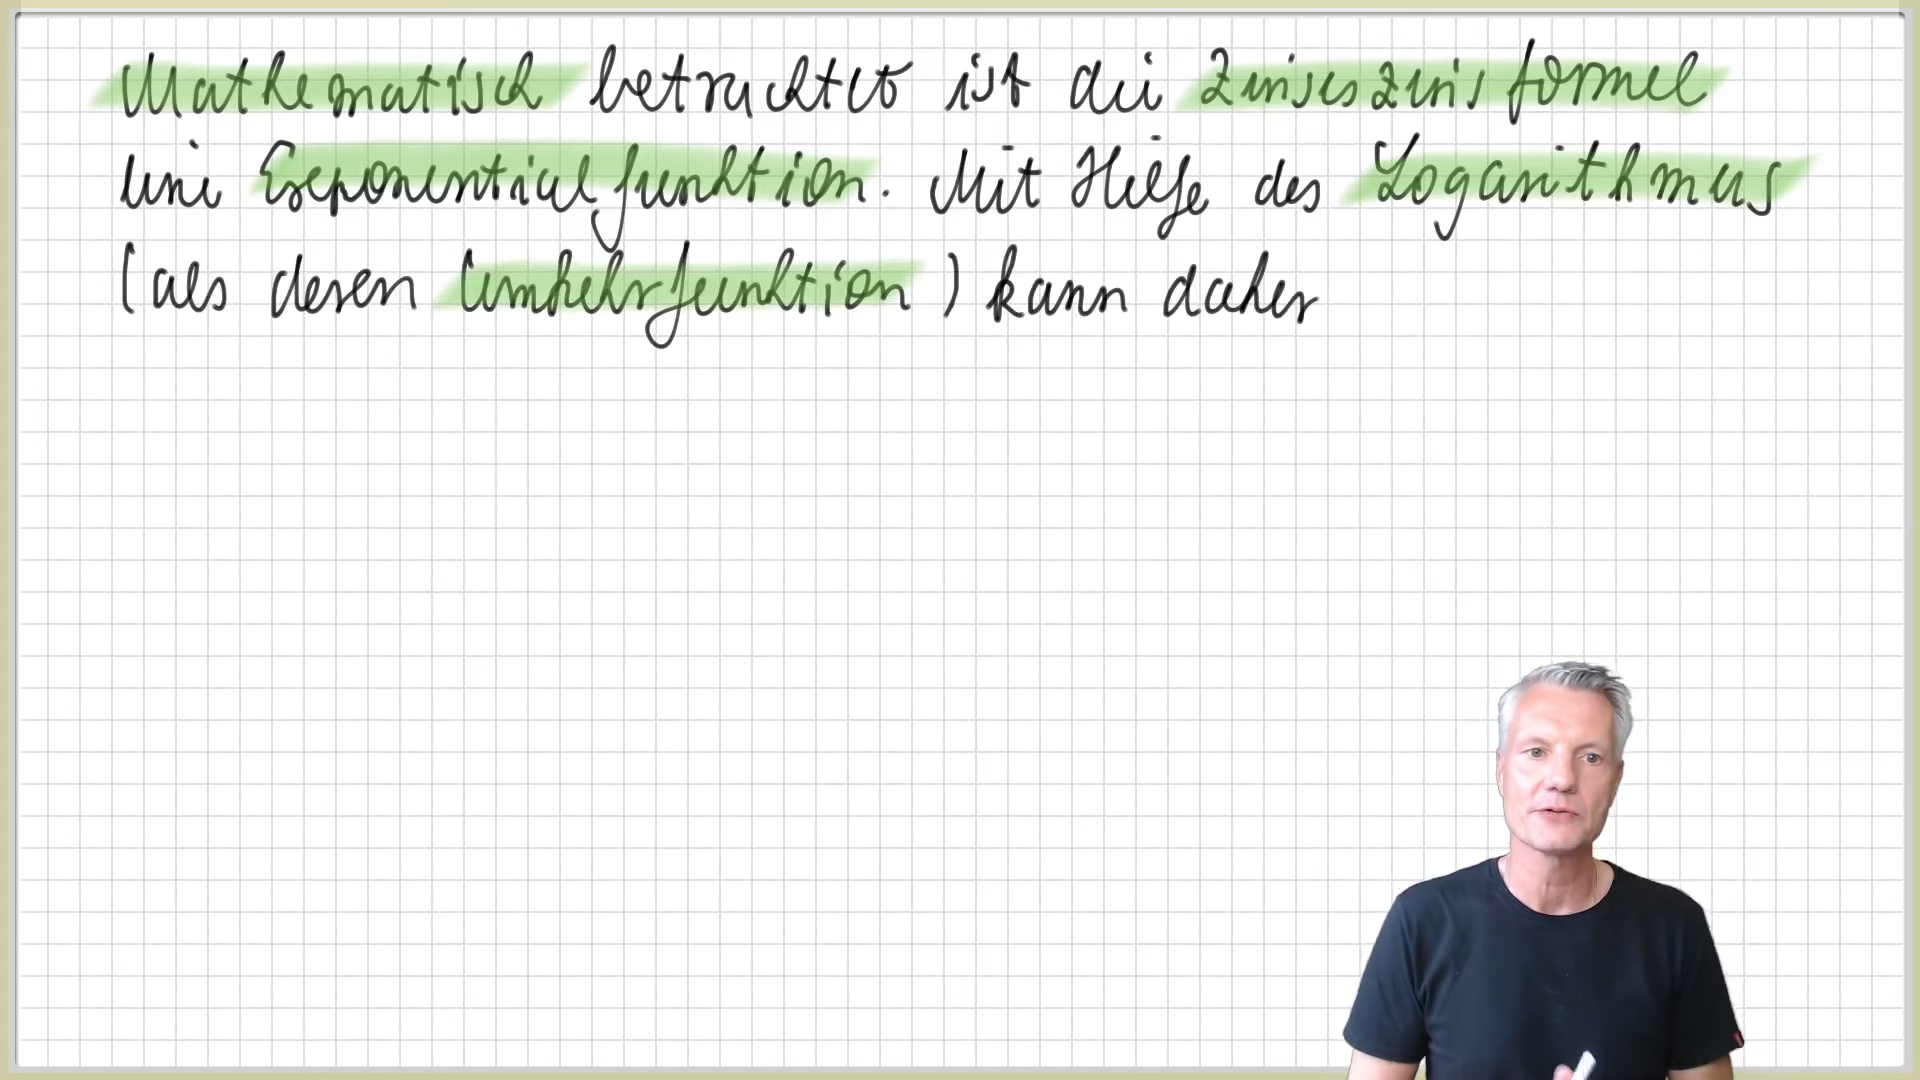 Mathematisch betrachtet ist die Zinseszinsformel
eine Exponentialfunktion. Mit Hilfe des Logarithmus
(als deren Umkehrfunktion) kann daher